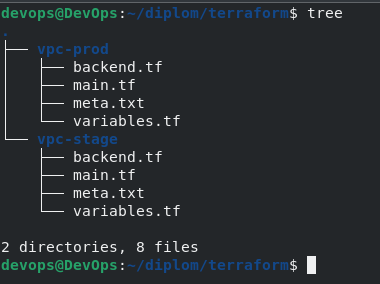 devops@DevOps:~/diplom/terraform$ tree
.
├── vpc-prod
│   ├── backend.tf
│   ├── main.tf
│   ├── meta.txt
│   └── variables.tf
└── vpc-stage
    ├── backend.tf
    ├── main.tf
    ├── meta.txt
    └── variables.tf
2 directories, 8 files
devops@DevOps:~/diplom/terraform$